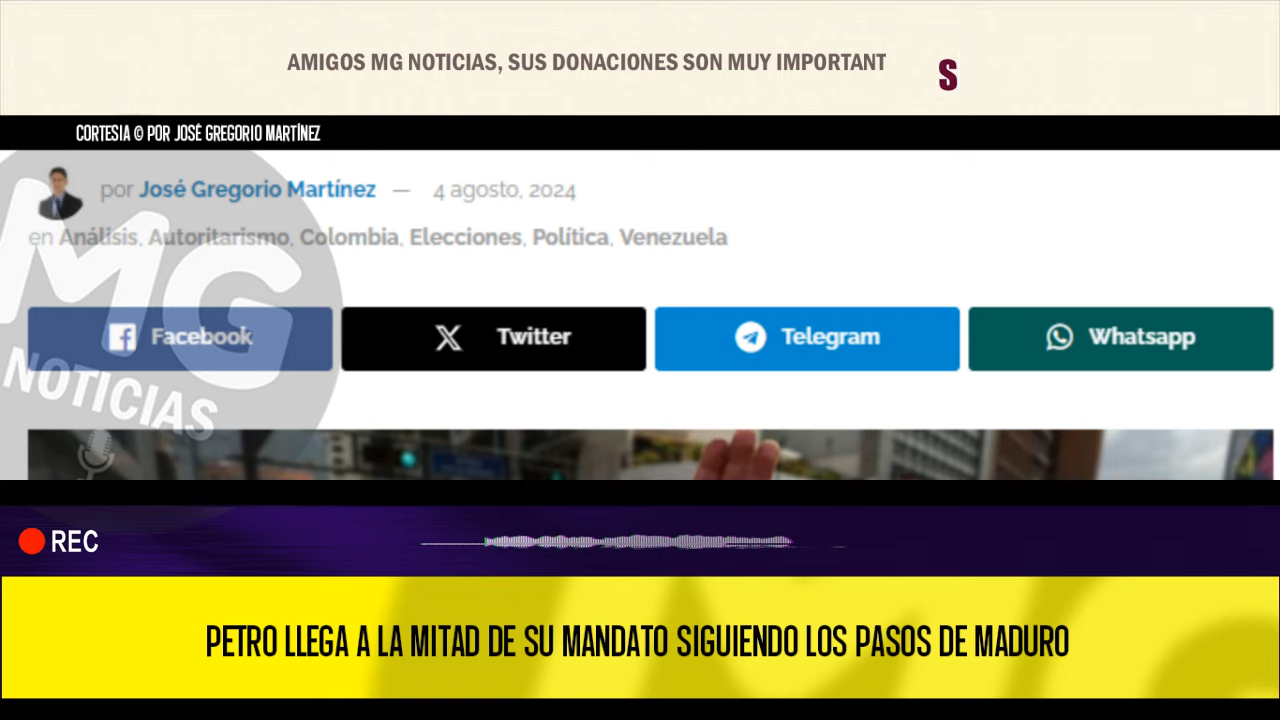 AMIGOS MG NOTICIAS, SUS DONACIONES SON MUY IMPORTANT S
CORTESIA © POR JOSÉ GREGORIO MARTÍNEZ
por José Gregorio Martínez — 4 agosto, 2024
en Análisis, Autoritarismo, Colombia, Elecciones, Política, Venezuela
MG
NOTICIAS
Facebook Twitter Telegram Whatsapp
REC
PETRO LLEGA A LA MITAD DE SU MANDATO SIGUIENDO LOS PASOS DE MADURO